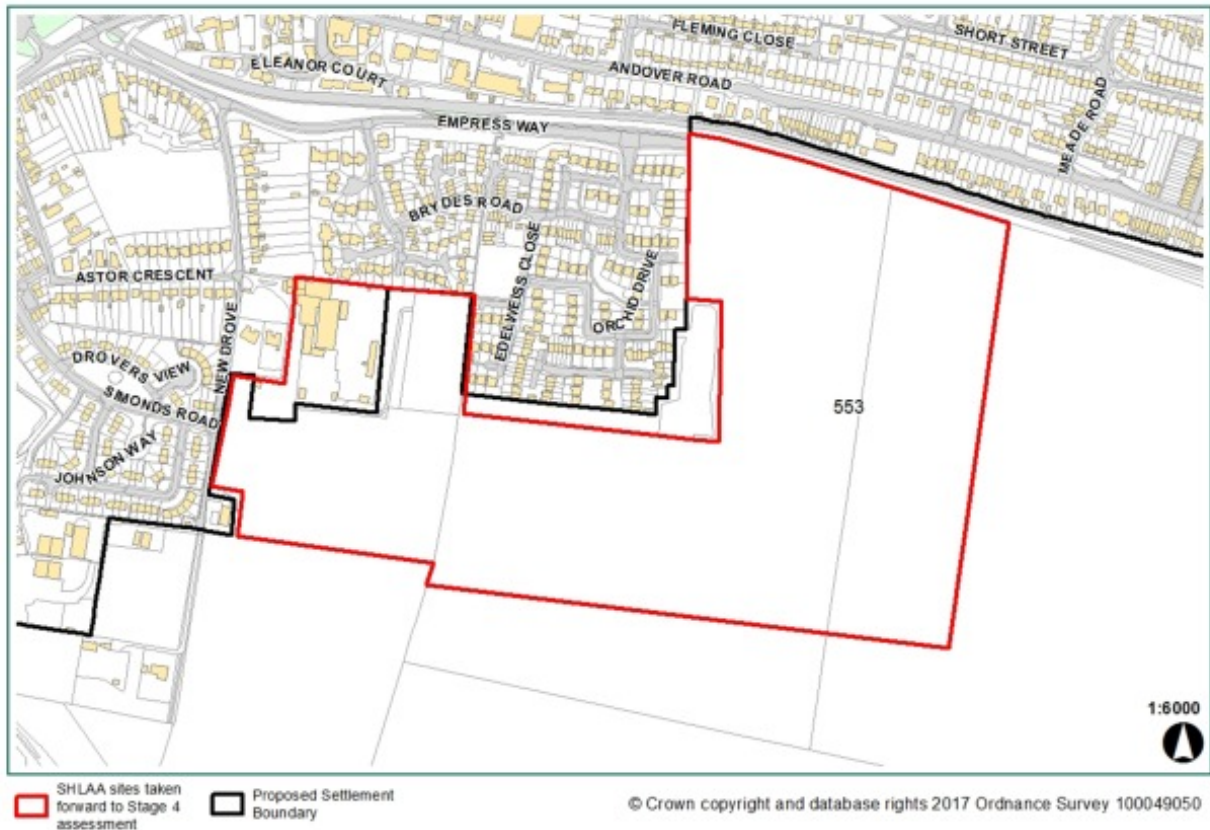 FLEMING CLOSE
SHORT STREET
ELEANOR COURT
ANDOVER ROAD
MEADE ROAD
EMPRESS WAY
BRYDES ROAD
EDELWEISS CLOSE
ORCHID DRIVE
ASTOR CRESCENT
NEW DROVE
DROVERS VIEW
SIMONDS ROAD
JOHNSON WAY
553
1:6000
SHLAA sites taken
forward to Stage 4
assessment
Proposed Settlement
Boundary
© Crown copyright and database rights 2017 Ordnance Survey 100049050